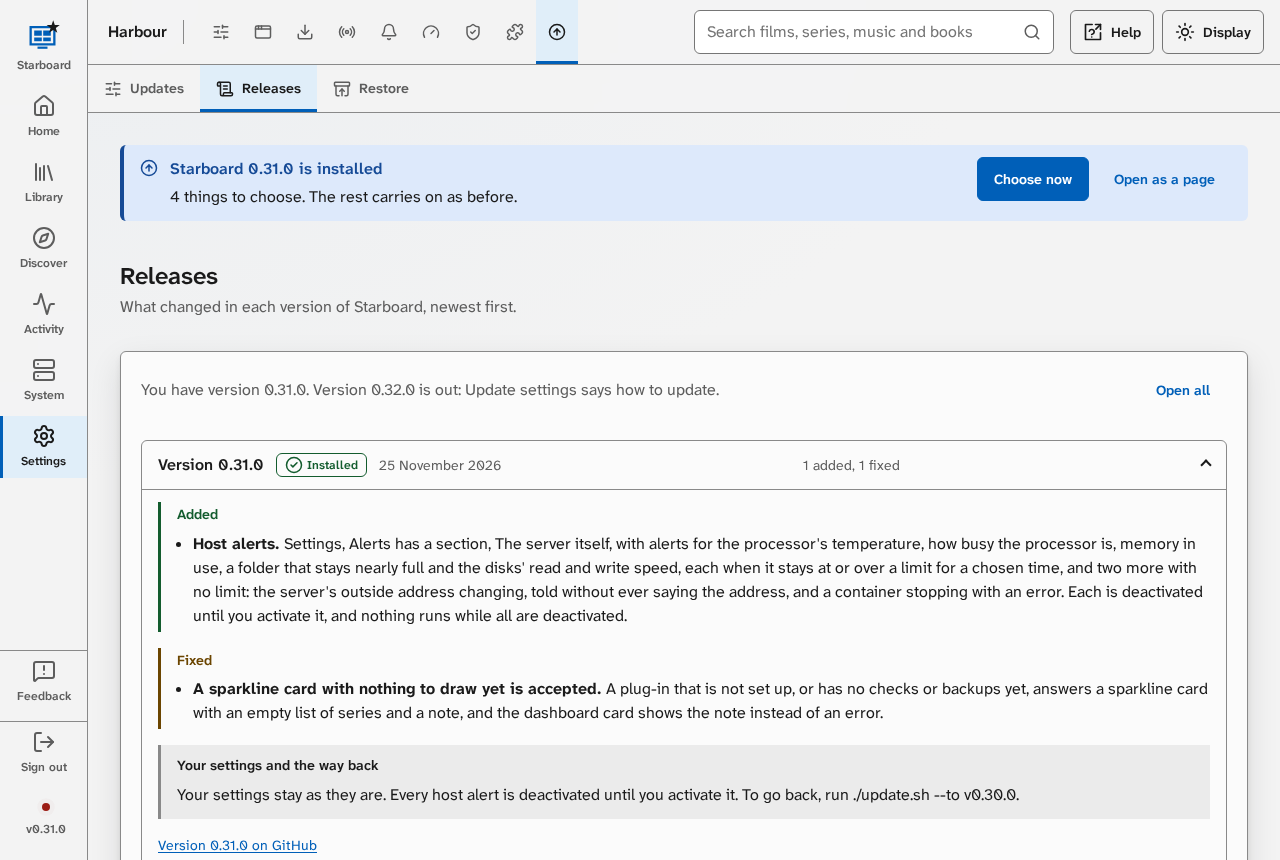 Starboard
Home
Library
Discover
Activity
System
Settings
Feedback
Sign out
v0.31.0
Harbour
Search films, series, music and books
Help
Display
Updates
Releases
Restore
Starboard 0.31.0 is installed
4 things to choose. The rest carries on as before.
Choose now
Open as a page
Releases
What changed in each version of Starboard, newest first.
You have version 0.31.0. Version 0.32.0 is out: Update settings says how to update.
Open all
Version 0.31.0
Installed
25 November 2026
1 added, 1 fixed
Added
• Host alerts. Settings, Alerts has a section, The server itself, with alerts for the processor's temperature, how busy the processor is, memory in
use, a folder that stays nearly full and the disks' read and write speed, each when it stays at or over a limit for a chosen time, and two more with
no limit: the server's outside address changing, told without ever saying the address, and a container stopping with an error. Each is deactivated
until you activate it, and nothing runs while all are deactivated.
Fixed
• A sparkline card with nothing to draw yet is accepted. A plug-in that is not set up, or has no checks or backups yet, answers a sparkline card
with an empty list of series and a note, and the dashboard card shows the note instead of an error.
Your settings and the way back
Your settings stay as they are. Every host alert is deactivated until you activate it. To go back, run ./update.sh --to v0.30.0.
Version 0.31.0 on GitHub